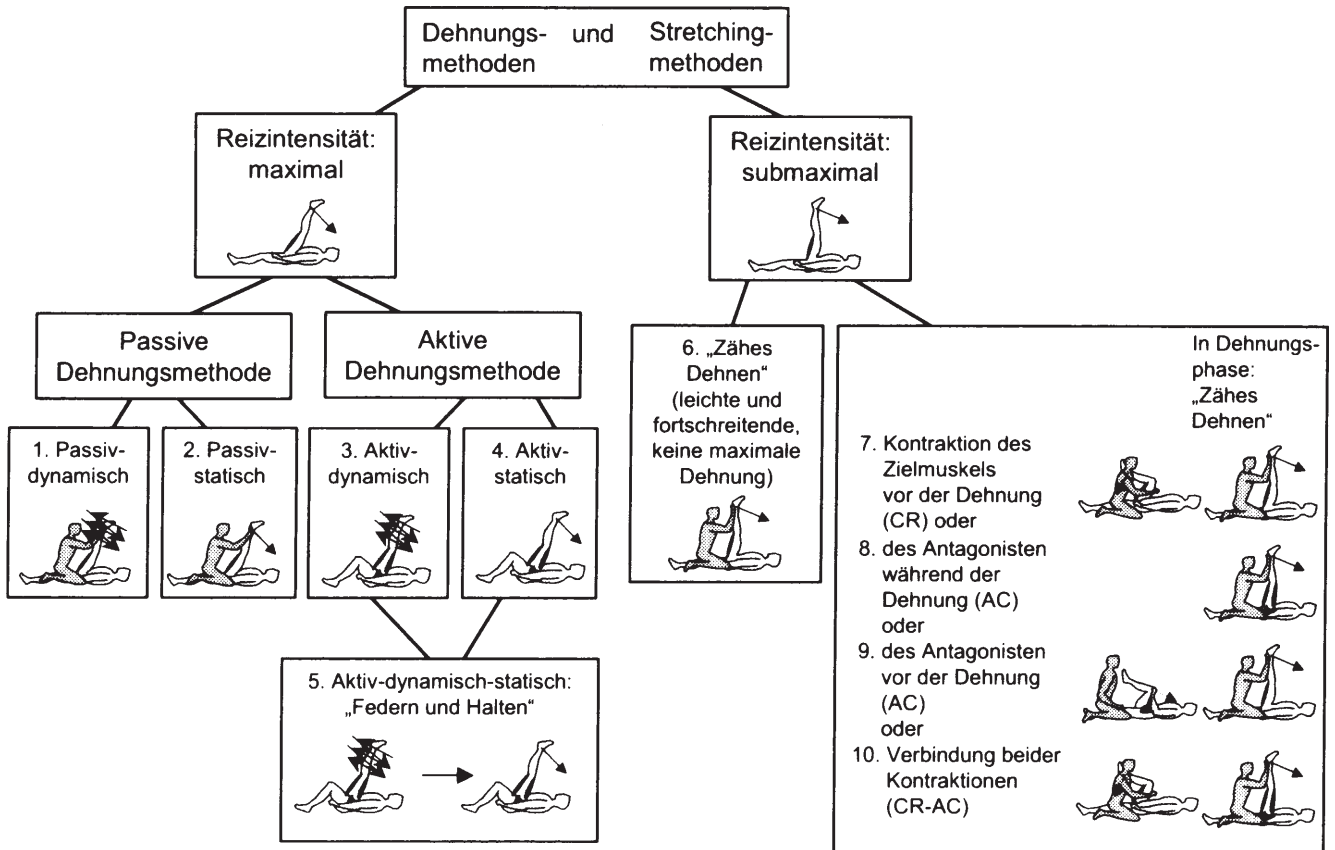 Dehnungs- und Stretching-
methoden methoden
Reizintensität:
maximal
Reizintensität:
submaximal
Passive
Dehnungsmethode
Aktive
Dehnungsmethode
1. Passiv-
dynamisch
2. Passiv-
statisch
3. Aktiv-
dynamisch
4. Aktiv-
statisch
5. Aktiv-dynamisch-statisch:
„Federn und Halten“
6. „Zähes
Dehnen“
(leichte und
fortschreitende,
keine maximale
Dehnung)
In Dehnungs-
phase:
„Zähes
Dehnen“
7. Kontraktion des
Zielmuskels
vor der Dehnung
(CR) oder
8. des Antagonisten
während der
Dehnung (AC)
oder
9. des Antagonisten
vor der Dehnung
(AC)
oder
10. Verbindung beider
Kontraktionen
(CR-AC)